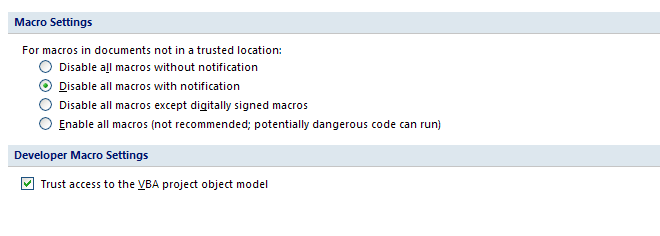 Macro Settings
For macros in documents not in a trusted location:
Disable all macros without notification
Disable all macros with notification
Disable all macros except digitally signed macros
Enable all macros (not recommended; potentially dangerous code can run)
Developer Macro Settings
Trust access to the VBA project object model